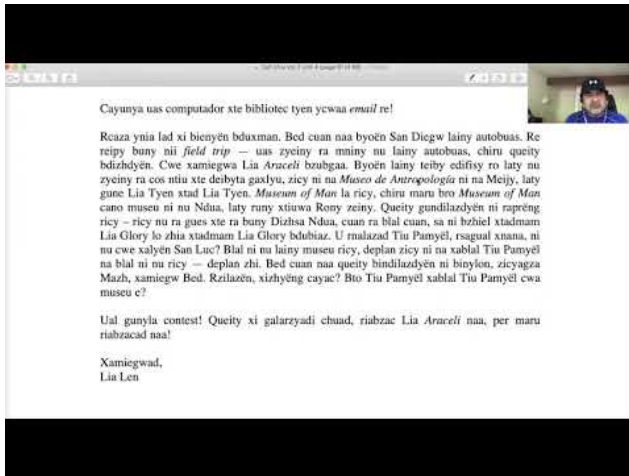 Cayunya uas computador xte bibliotec tyen ycwaa email re!
Rcaza ynia lad xi bienyën bduxman. Bed cuan naa byoën San Diegw lainy autobuas. Re
reipy buny nii field trip — uas zyeiny ra mniny nu lainy autobuas, chiru queity
bdizhdyën. Cwe xamiegwa Lia Araceli bzubgaa. Byoën lainy teiby edifisy ro laty nu
zyeiny ra cos ntiu xte deibyta gaxlyu, zicy ni na Museo de Antropología ni na Meijy, laty
gune Lia Tyen xtad Lia Tyen. Museum of Man la ricy, chiru maru bro Museum of Man
cano museu ni nu Ndua, laty runy xtiuwa Rony zeiny. Queity gundilazdyën ni raprëng
ricy – ricy nu ra gues xte ra buny Dizhsa Ndua, cuan ra blal cuan, sa ni bzhiel xtadmam
Lia Glory lo zhia xtadmam Lia Glory bdubiaz. U rnalazad Tiu Pamyël, rsagual xnana, ni
nu cwe xalyën San Luc? Blal ni nu lainy museu ricy, deplan zicy ni na xablal Tiu Pamyël
na blal ni nu ricy — deplan zhi. Bed cuan naa queity bindilazdyën ni binylon, zicyagza
Mazh, xamiegw Bed. Rzilazën, xizhyëng cayac? Bto Tiu Pamyël xablal Tiu Pamyël cwa
museu e?
Ual gunyla contest! Queity xi galarzyadi chuad, riabzac Lia Araceli naa, per maru
riabzacad naa!
Xamiegwad,
Lia Len